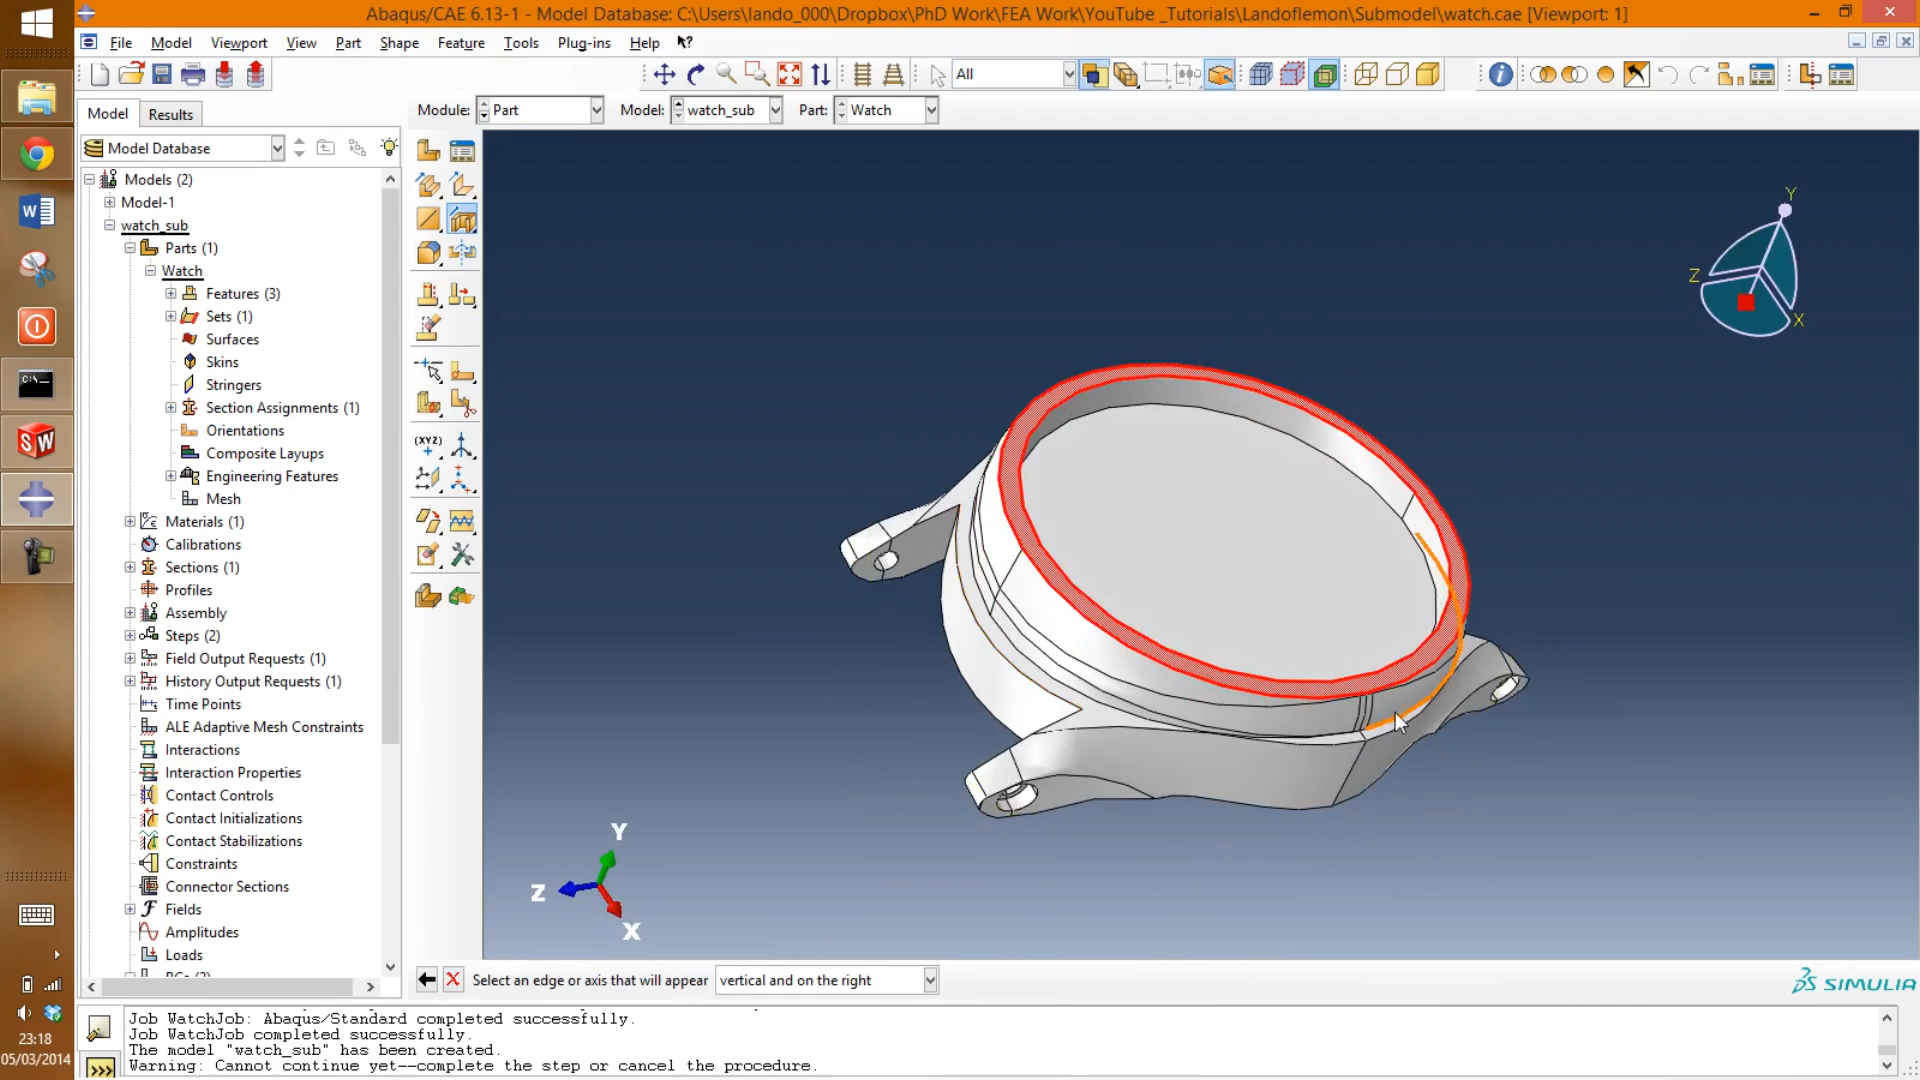 Abaqus/CAE 6.13-1 - Model Database: C:\Users\lando_000\Dropbox\PhD Work\FEA Work\YouTube _Tutorials\Landoflemon\Submodel\watch.cae [Viewport: 1]
File Model Viewport View Part Shape Feature Tools Plug-ins Help
All
Model Results
Module: Part Model: watch_sub Part: Watch
Model Database
Models (2)
Model-1
watch_sub
Parts (1)
Watch
Features (3)
Sets (1)
Surfaces
Skins
Stringers
Section Assignments (1)
Orientations
Composite Layups
Engineering Features
Mesh
Materials (1)
Calibrations
Sections (1)
Profiles
Assembly
Steps (2)
Field Output Requests (1)
History Output Requests (1)
Time Points
ALE Adaptive Mesh Constraints
Interactions
Interaction Properties
Contact Controls
Contact Initializations
Contact Stabilizations
Constraints
Connector Sections
Fields
Amplitudes
Loads
(XYZ)
Y
Z
X
Y
Z
X
Select an edge or axis that will appear vertical and on the right
SIMULIA
Job WatchJob: Abaqus/Standard completed successfully.
Job WatchJob completed successfully.
The model "watch_sub" has been created.
Warning: Cannot continue yet--complete the step or cancel the procedure.
>>>
W
C:\
SW
23:18
05/03/2014